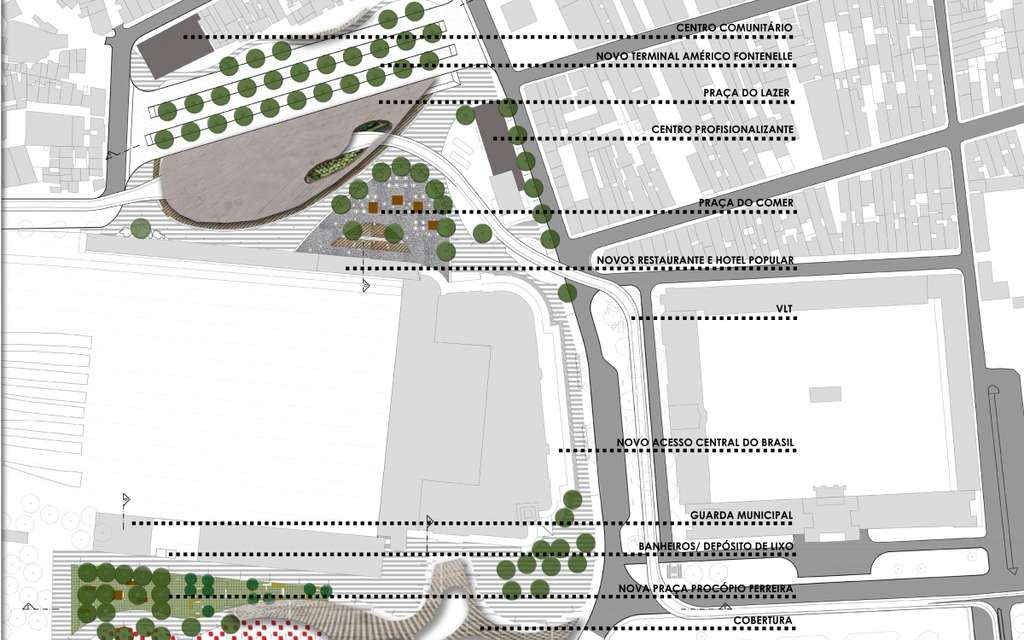 CENTRO COMUNITÁRIO
NOVO TERMINAL AMÉRICO FONTENELLE
PRAÇA DO LAZER
CENTRO PROFISIONALIZANTE
PRAÇA DO COMER
NOVOS RESTAURANTE E HOTEL POPULAR
VLT
NOVO ACESSO CENTRAL DO BRASIL
GUARDA MUNICIPAL
BANHEIROS/ DEPÓSITO DE LIXO
NOVA PRAÇA PROCÓPIO FERREIRA
COBERTURA